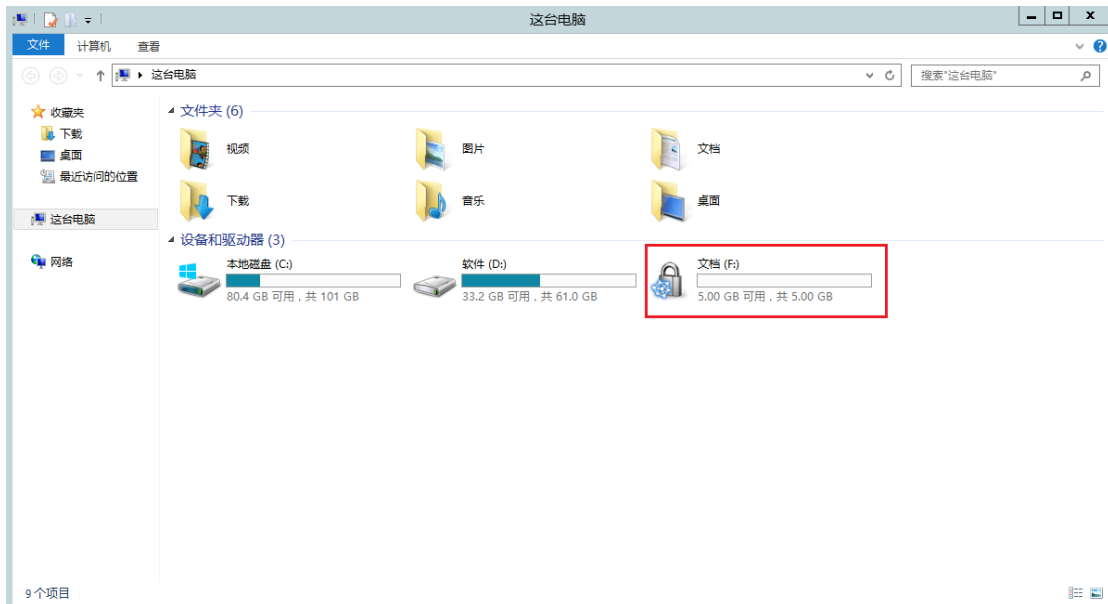 这台电脑
文件 计算机 查看
这台电脑
搜索"这台电脑"
收藏夹
下载
桌面
最近访问的位置
这台电脑
网络
文件夹 (6)
视频 图片 文档
下载 音乐 桌面
设备和驱动器 (3)
本地磁盘 (C:) 软件 (D:) 文档 (F:)
80.4 GB 可用，共 101 GB 33.2 GB 可用，共 61.0 GB 5.00 GB 可用，共 5.00 GB
9 个项目